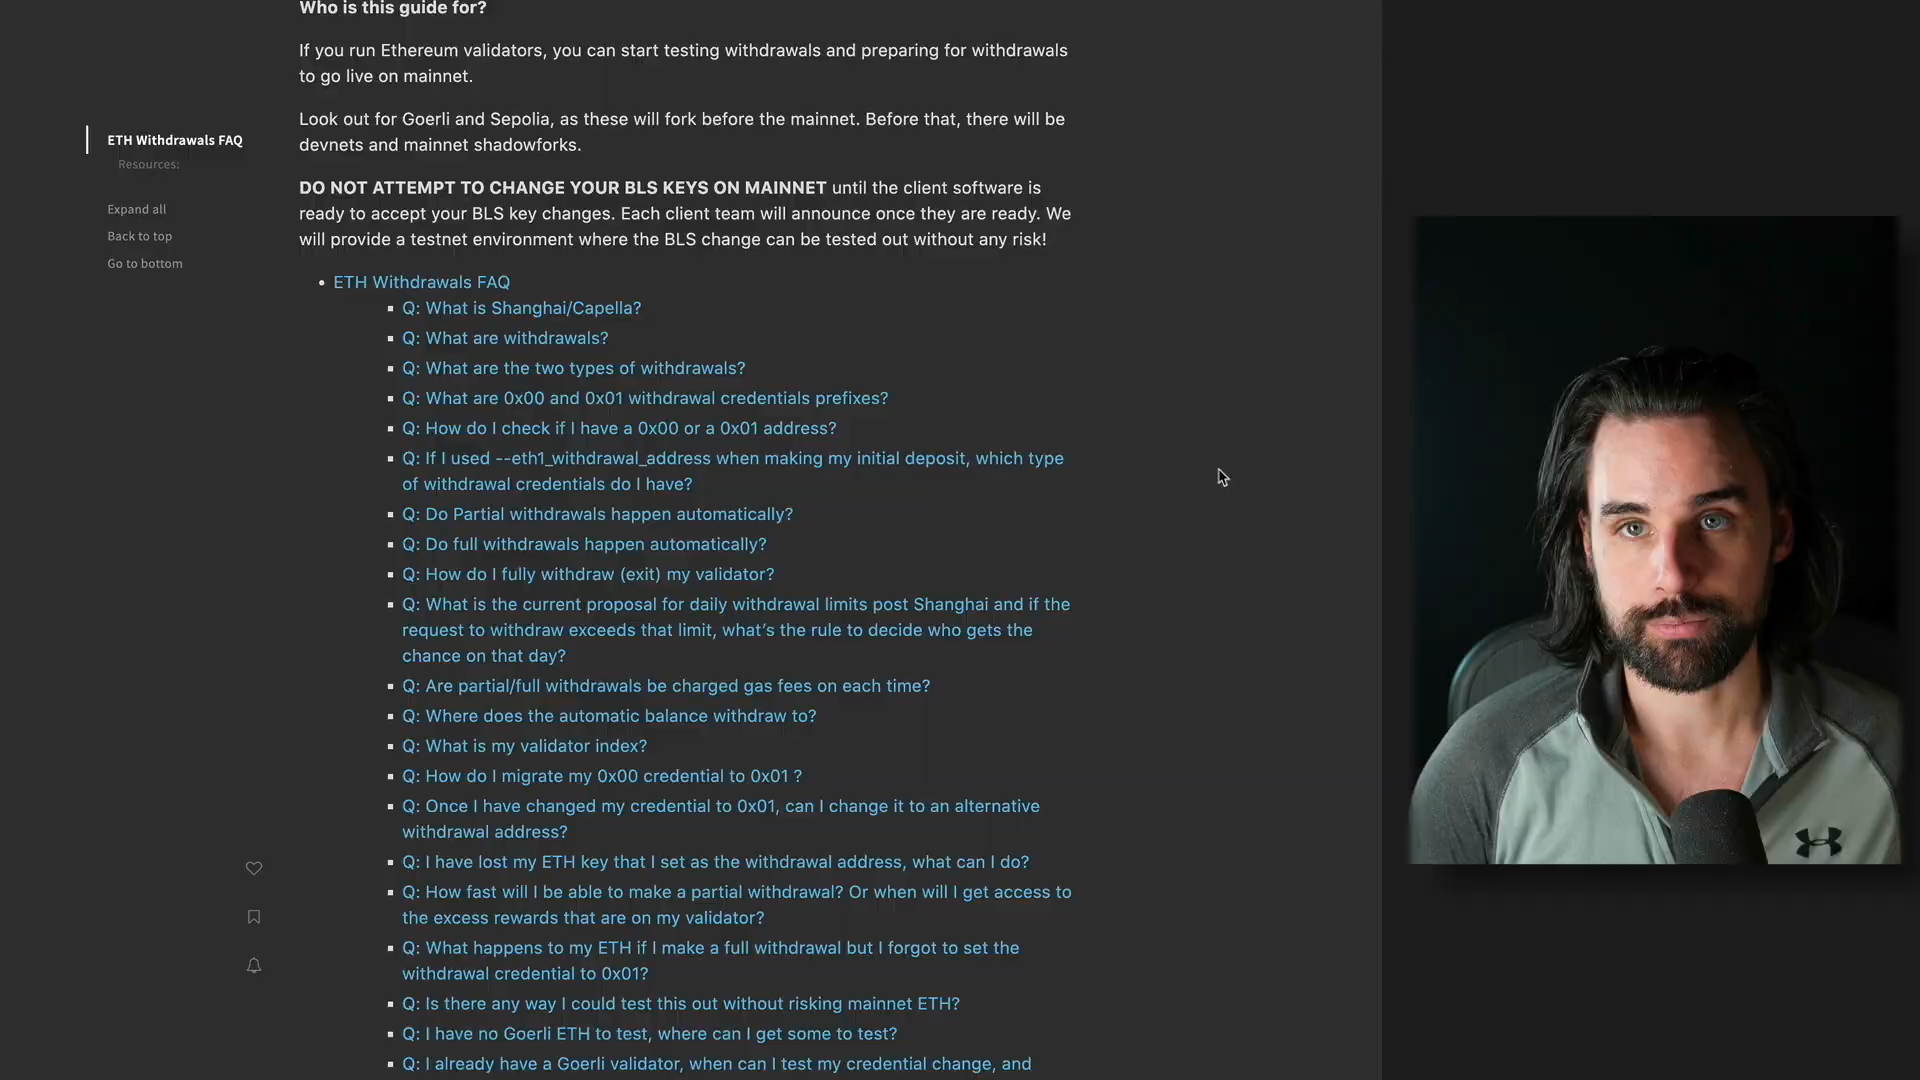 Who is this guide for?
If you run Ethereum validators, you can start testing withdrawals and preparing for withdrawals
to go live on mainnet.
Look out for Goerli and Sepolia, as these will fork before the mainnet. Before that, there will be
devnets and mainnet shadowforks.
ETH Withdrawals FAQ
Resources:
Expand all
Back to top
Go to bottom
DO NOT ATTEMPT TO CHANGE YOUR BLS KEYS ON MAINNET until the client software is
ready to accept your BLS key changes. Each client team will announce once they are ready. We
will provide a testnet environment where the BLS change can be tested out without any risk!
• ETH Withdrawals FAQ
▪ Q: What is Shanghai/Capella?
▪ Q: What are withdrawals?
▪ Q: What are the two types of withdrawals?
▪ Q: What are 0x00 and 0x01 withdrawal credentials prefixes?
▪ Q: How do I check if I have a 0x00 or a 0x01 address?
▪ Q: If I used --eth1_withdrawal_address when making my initial deposit, which type
of withdrawal credentials do I have?
▪ Q: Do Partial withdrawals happen automatically?
▪ Q: Do full withdrawals happen automatically?
▪ Q: How do I fully withdraw (exit) my validator?
▪ Q: What is the current proposal for daily withdrawal limits post Shanghai and if the
request to withdraw exceeds that limit, what’s the rule to decide who gets the
chance on that day?
▪ Q: Are partial/full withdrawals be charged gas fees on each time?
▪ Q: Where does the automatic balance withdraw to?
▪ Q: What is my validator index?
▪ Q: How do I migrate my 0x00 credential to 0x01 ?
▪ Q: Once I have changed my credential to 0x01, can I change it to an alternative
withdrawal address?
▪ Q: I have lost my ETH key that I set as the withdrawal address, what can I do?
▪ Q: How fast will I be able to make a partial withdrawal? Or when will I get access to
the excess rewards that are on my validator?
▪ Q: What happens to my ETH if I make a full withdrawal but I forgot to set the
withdrawal credential to 0x01?
▪ Q: Is there any way I could test this out without risking mainnet ETH?
▪ Q: I have no Goerli ETH to test, where can I get some to test?
▪ Q: I already have a Goerli validator, when can I test my credential change, and